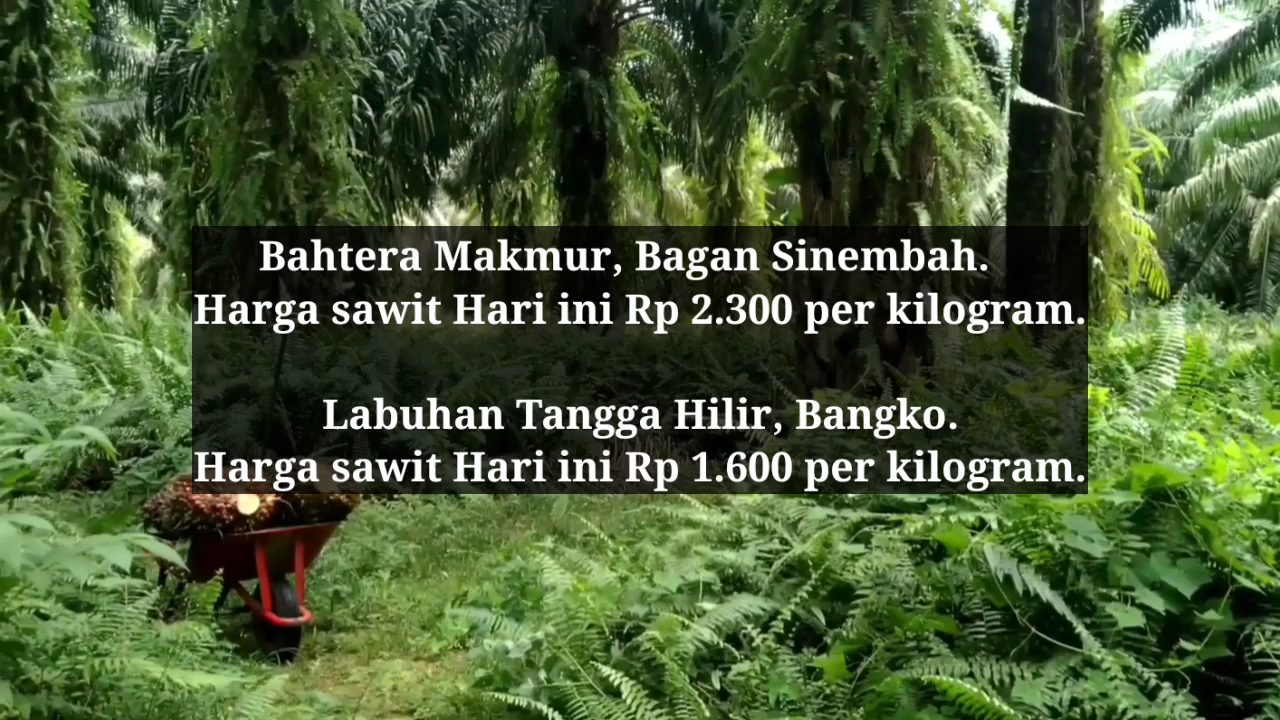 Bahtera Makmur, Bagan Sinembah.
Harga sawit Hari ini Rp 2.300 per kilogram.
Labuhan Tangga Hilir, Bangko.
Harga sawit Hari ini Rp 1.600 per kilogram.